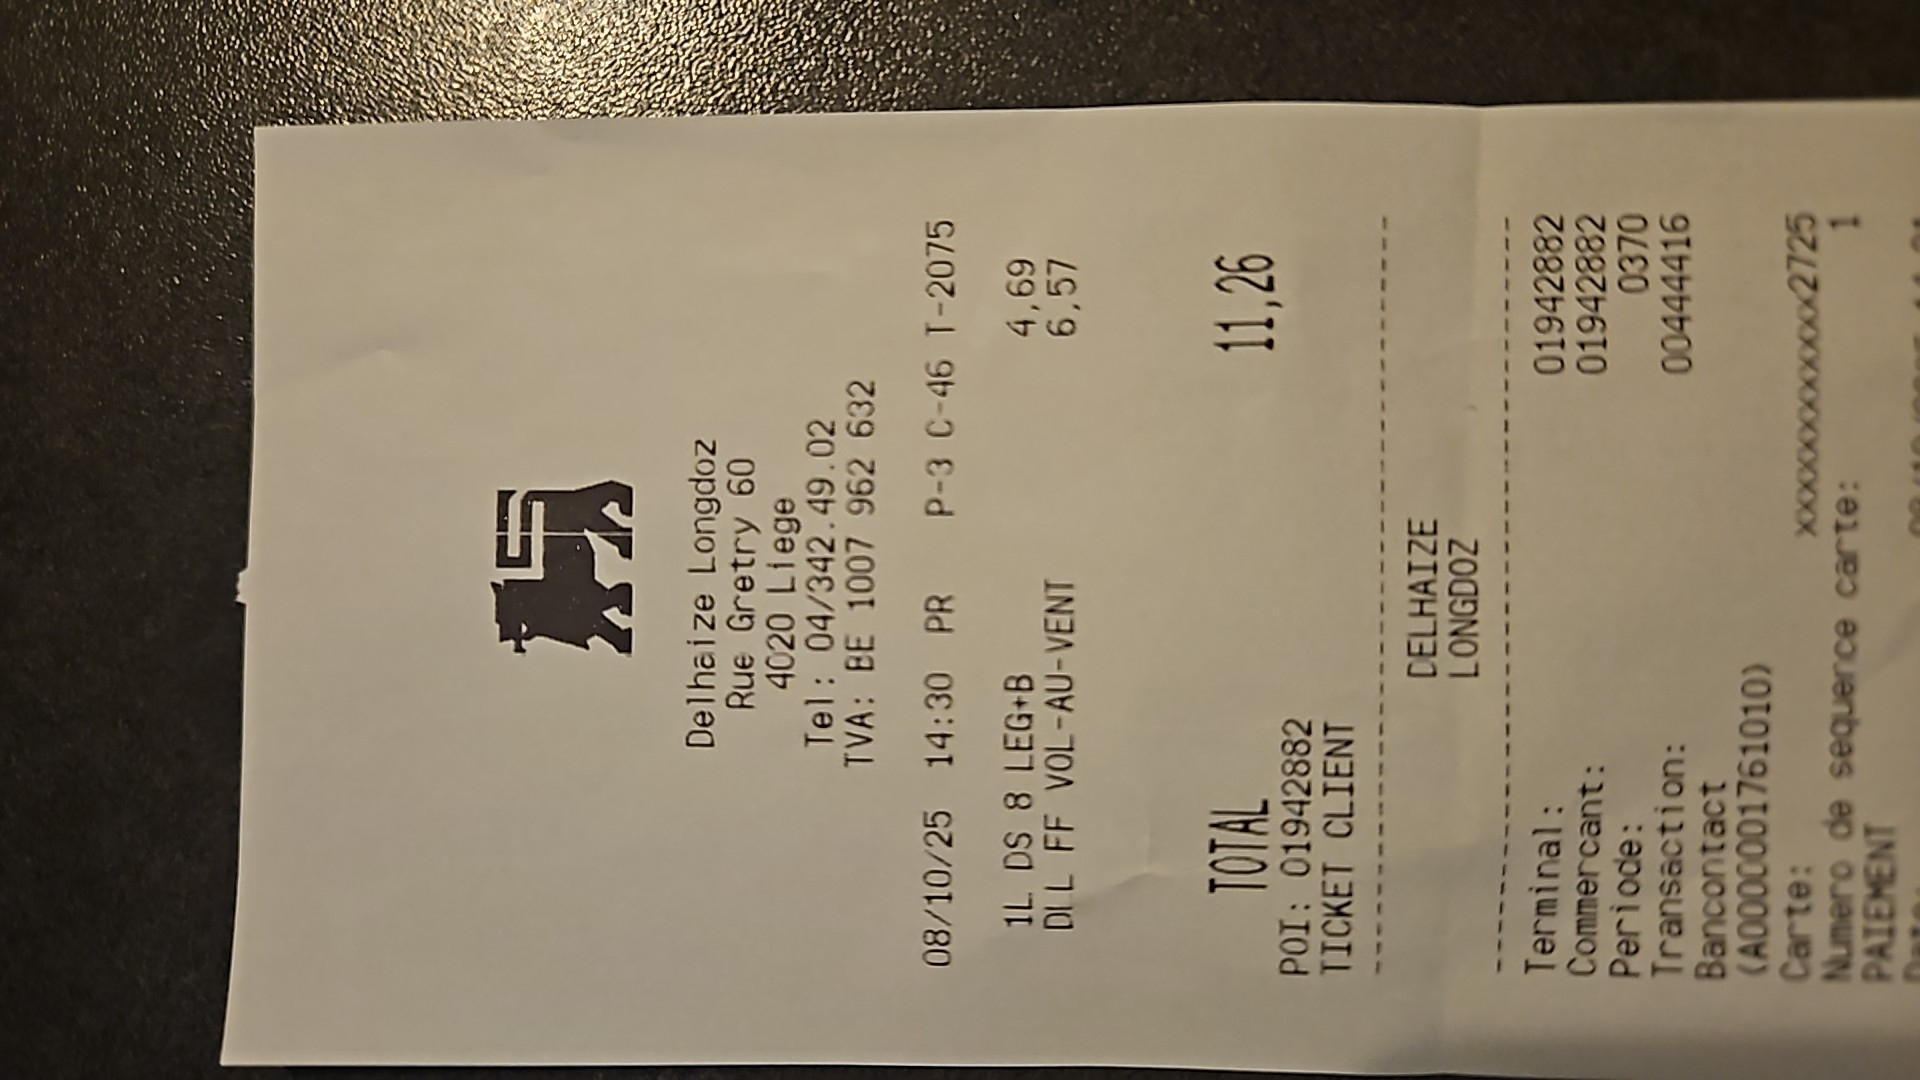 Delhaize Longdoz
Rue Gretry 60
4020 Liege
Tel: 04/342.49.02
TVA: BE 1007 962 632
08/10/25 14:30 PR P-3 C-46 T-2075
1L DS 8 LEG+B 4,69
DLL FF VOL-AU-VENT 6,57
TOTAL 11,26
POI: 01942882
TICKET CLIENT
DELHAIZE
LONGDOZ
Terminal: 01942882
Commercant: 01942882
Periode: 0370
Transaction: 00444416
Bancontact
(A0000001761010)
Carte: xxxxxxxxxxxxx2725
Numero de sequence carte: 1
PAIEMENT